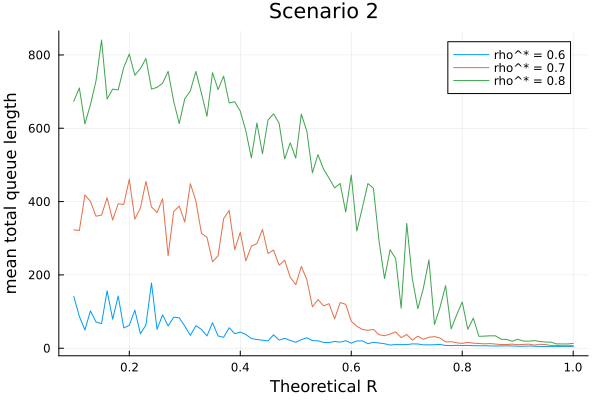 Scenario 2
mean total queue length
800
600
400
200
0
rho^* = 0.6
rho^* = 0.7
rho^* = 0.8
0.2
0.4
0.6
0.8
1.0
Theoretical R